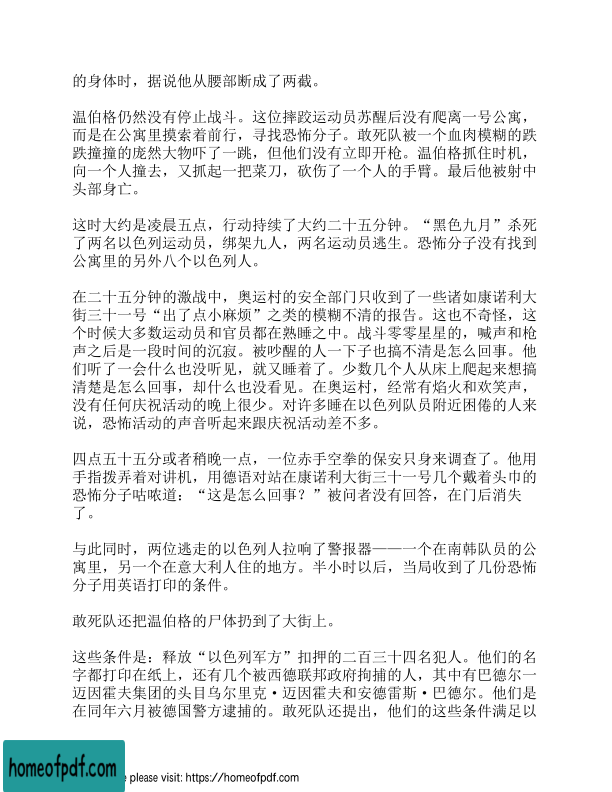 的身体时，据说他从腰部断成了两截。
温伯格仍然没有停止战斗。这位摔跤运动员苏醒后没有爬离一号公寓，
而是在公寓里摸索着前行，寻找恐怖分子。敢死队被一个血肉模糊的跌
跌撞撞的庞然大物吓了一跳，但他们没有立即开枪。温伯格抓住时机，
向一个人撞去，又抓起一把菜刀，砍伤了一个人的手臂。最后他被射中
头部身亡。
这时大约是凌晨五点，行动持续了大约二十五分钟。“黑色九月”杀死
了两名以色列运动员，绑架九人，两名运动员逃生。恐怖分子没有找到
公寓里的另外八个以色列人。
在二十五分钟的激战中，奥运村的安全部门只收到了一些诸如康诺利大
街三十一号“出了点小麻烦”之类的模糊不清的报告。这也不奇怪，这
个时候大多数运动员和官员都在熟睡之中。战斗零零星星的，喊声和枪
声之后是一段时间的沉寂。被吵醒的人一下子也搞不清是怎么回事。他
们听了一会什么也没听见，就又睡着了。少数几个人从床上爬起来想搞
清楚是怎么回事，却什么也没看见。在奥运村，经常有焰火和欢笑声，
没有任何庆祝活动的晚上很少。对许多睡在以色列队员附近困倦的人来
说，恐怖活动的声音听起来跟庆祝活动差不多。
四点五十五分或者稍晚一点，一位赤手空拳的保安只身来调查了。他用
手指拨弄着对讲机，用德语对站在康诺利大街三十一号几个戴着头巾的
恐怖分子咕哝道：“这是怎么回事？”被问者没有回答，在门后消失
了。
与此同时，两位逃走的以色列人拉响了警报器——一个在南韩队员的公
寓里，另一个在意大利人住的地方。半小时以后，当局收到了几份恐怖
分子用英语打印的条件。
敢死队还把温伯格的尸体扔到了大街上。
这些条件是：释放“以色列军方”扣押的二百三十四名犯人。他们的名
字都打印在纸上，还有几个被西德联邦政府拘捕的人，其中有巴德尔一
迈因霍夫集团的头目乌尔里克·迈因霍夫和安德雷斯·巴德尔。他们是
在同年六月被德国警方逮捕的。敢死队还提出，他们的这些条件满足以
homeofpdf.com
e please visit: https://homeofpdf.com